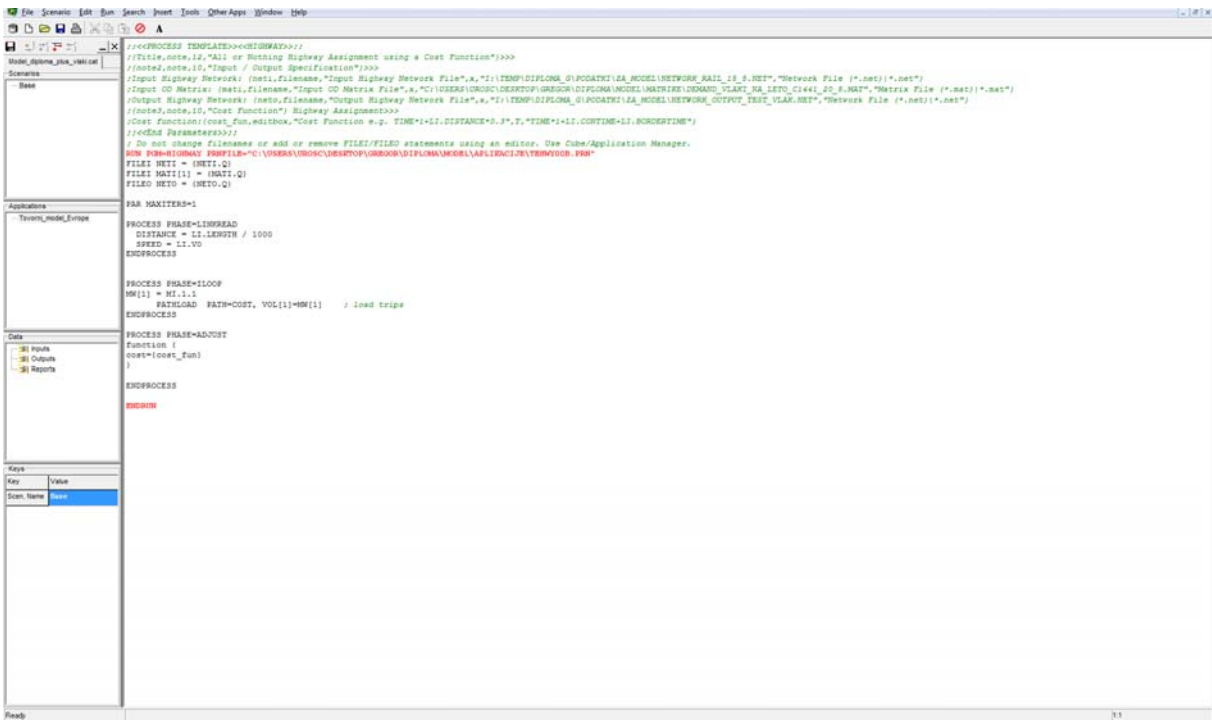 File Scenario Edit Run Search Insert Tools Other Apps Window Help
Model_diploma_plus_vlaki.cat
Scenarios
Base
Applications
Tovorni_model_Evrope
Data
Inputs
Outputs
Reports
Keys
Key Value
Scen. Name Base
;;<<PROCESS TEMPLATE>><<HIGHWAY>>;;
;{Title,note,12,"All or Nothing Highway Assignment using a Cost Function"}>>>
;{note2,note,10,"Input / Output Specification"}>>>
;Input Highway Network: {neti,filename,"Input Highway Network File",x,"I:\TEMP\DIPLOMA_G\PODATKI\ZA_MODEL\NETWORK_RAIL_18_8.NET","Network File (*.net)|*.net"}
;Input OD Matrix: {mati,filename,"Input OD Matrix File",x,"C:\USERS\UROSC\DESKTOP\GREGOR\DIPLOMA\MODEL\MATRIKE\DEMAND_VLAKI_NA_LETO_C1441_20_8.MAT","Matrix File (*.mat)|*.mat"}
;Output Highway Network: {neto,filename,"Output Highway Network File",x,"I:\TEMP\DIPLOMA_G\PODATKI\ZA_MODEL\NETWORK_OUTPUT_TEST_VLAK.NET","Network File (*.net)|*.net"}
;{note3,note,10,"Cost Function"} Highway Assignment>>>
;Cost function:{cost_fun,editbox,"Cost Function e.g. TIME*1+LI.DISTANCE*0.3",T,"TIME*1+LI.CONTIME+LI.BORDERTIME"}
;;<<End Parameters>>;;
; Do not change filenames or add or remove FILEI/FILEO statements using an editor. Use Cube/Application Manager.
RUN PGM=HIGHWAY PRNFILE="C:\USERS\UROSC\DESKTOP\GREGOR\DIPLOMA\MODEL\APLIKACIJE\TEHWY00B.PRN"
FILEI NETI = {NETI.Q}
FILEI MATI[1] = {MATI.Q}
FILEO NETO = {NETO.Q}
PAR MAXITERS=1
PROCESS PHASE=LINKREAD
DISTANCE = LI.LENGTH / 1000
SPEED = LI.V0
ENDPROCESS
PROCESS PHASE=ILOOP
MW[1] = MI.1.1
PATHLOAD PATH=COST, VOL[1]=MW[1] ; load trips
ENDPROCESS
PROCESS PHASE=ADJUST
function {
cost={cost_fun}
}
ENDPROCESS
ENDRUN
Ready
1:1